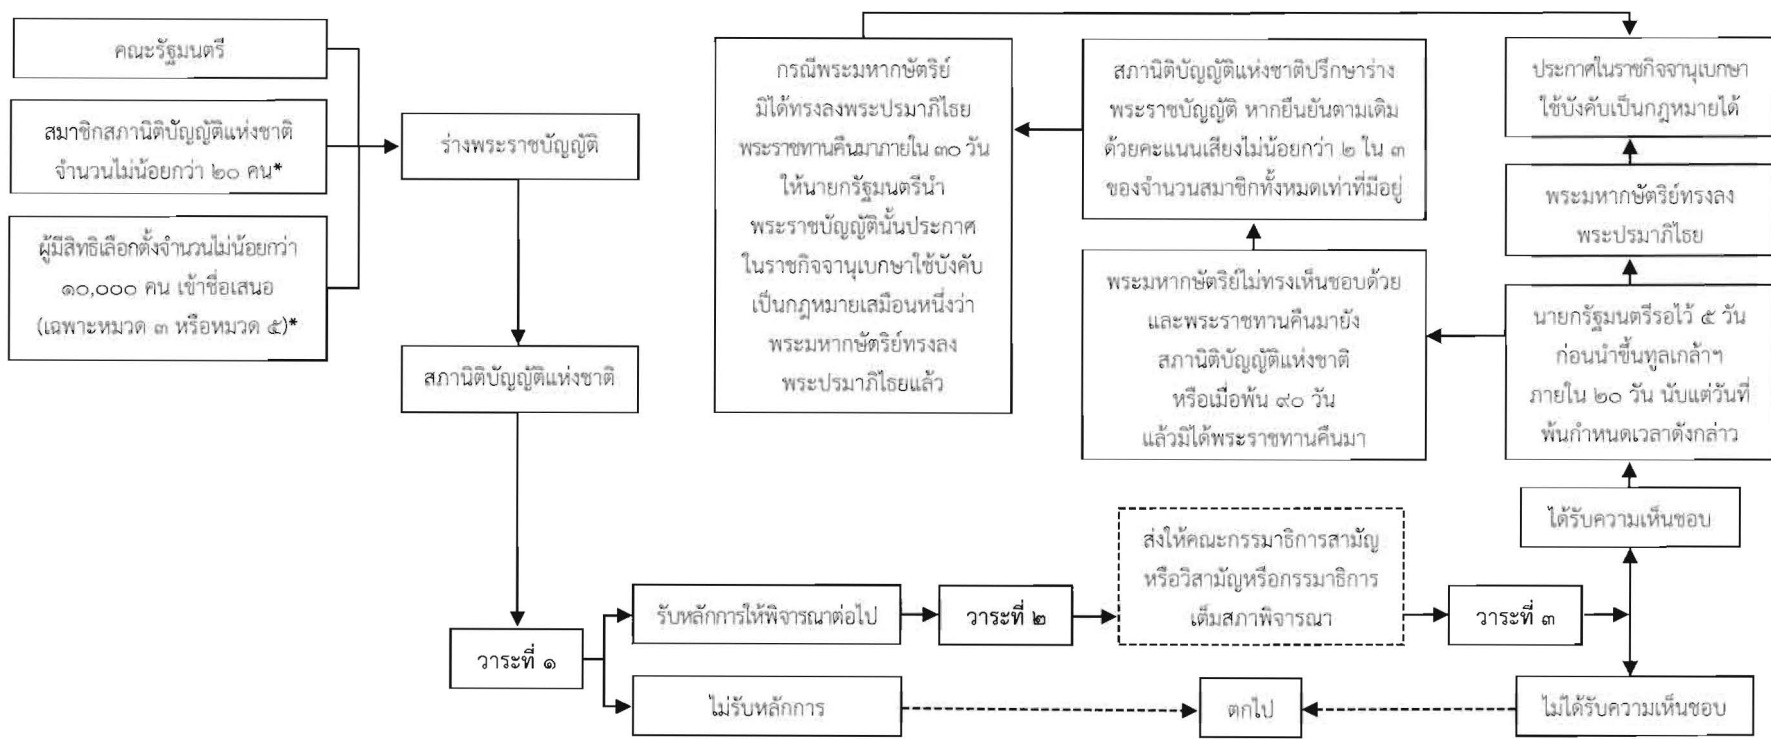 คณะรัฐมนตรี
สมาชิกสภานิติบัญญัติแห่งชาติ
จำนวนไม่น้อยกว่า ๒๐ คน*
ผู้มีสิทธิเลือกตั้งจำนวนไม่น้อยกว่า
๑๐,๐๐๐ คน เข้าชื่อเสนอ
(เฉพาะหมวด ๓ หรือหมวด ๕)*
ร่างพระราชบัญญัติ
สภานิติบัญญัติแห่งชาติ
วาระที่ ๑
รับหลักการให้พิจารณาต่อไป
ไม่รับหลักการ
วาระที่ ๒
ส่งให้คณะกรรมาธิการสามัญ
หรือวิสามัญหรือกรรมาธิการ
เต็มสภาพิจารณา
วาระที่ ๓
ตกไป
ไม่ได้รับความเห็นชอบ
ได้รับความเห็นชอบ
นายกรัฐมนตรีรอไว้ ๕ วัน
ก่อนนำขึ้นทูลเกล้าฯ
ภายใน ๒๐ วัน นับแต่วันที่
พ้นกำหนดเวลาดังกล่าว
พระมหากษัตริย์ทรงลง
พระปรมาภิไธย
ประกาศในราชกิจจานุเบกษา
ใช้บังคับเป็นกฎหมายได้
พระมหากษัตริย์ไม่ทรงเห็นชอบด้วย
และพระราชทานคืนมายัง
สภานิติบัญญัติแห่งชาติ
หรือเมื่อพ้น ๙๐ วัน
แล้วมิได้พระราชทานคืนมา
สภานิติบัญญัติแห่งชาติปรึกษาร่าง
พระราชบัญญัติ หากยืนยันตามเดิม
ด้วยคะแนนเสียงไม่น้อยกว่า ๒ ใน ๓
ของจำนวนสมาชิกทั้งหมดเท่าที่มีอยู่
กรณีพระมหากษัตริย์
มิได้ทรงลงพระปรมาภิไธย
พระราชทานคืนมาภายใน ๓๐ วัน
ให้นายกรัฐมนตรีนำ
พระราชบัญญัตินั้นประกาศ
ในราชกิจจานุเบกษาใช้บังคับ
เป็นกฎหมายเสมือนหนึ่งว่า
พระมหากษัตริย์ทรงลง
พระปรมาภิไธยแล้ว